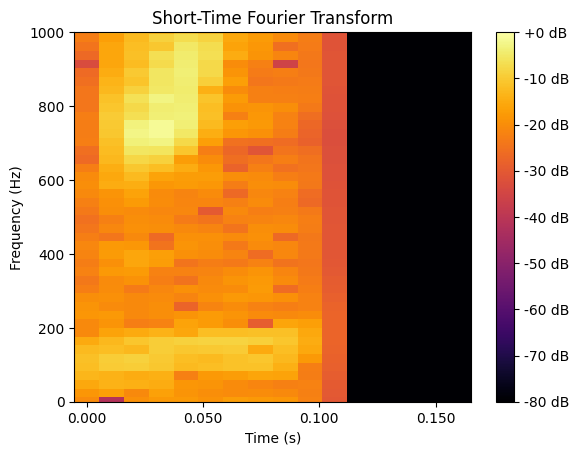 Short-Time Fourier Transform
1000
800
600
400
200
0
Frequency (Hz)
0.000
0.050
0.100
0.150
Time (s)
+0 dB
-10 dB
-20 dB
-30 dB
-40 dB
-50 dB
-60 dB
-70 dB
-80 dB